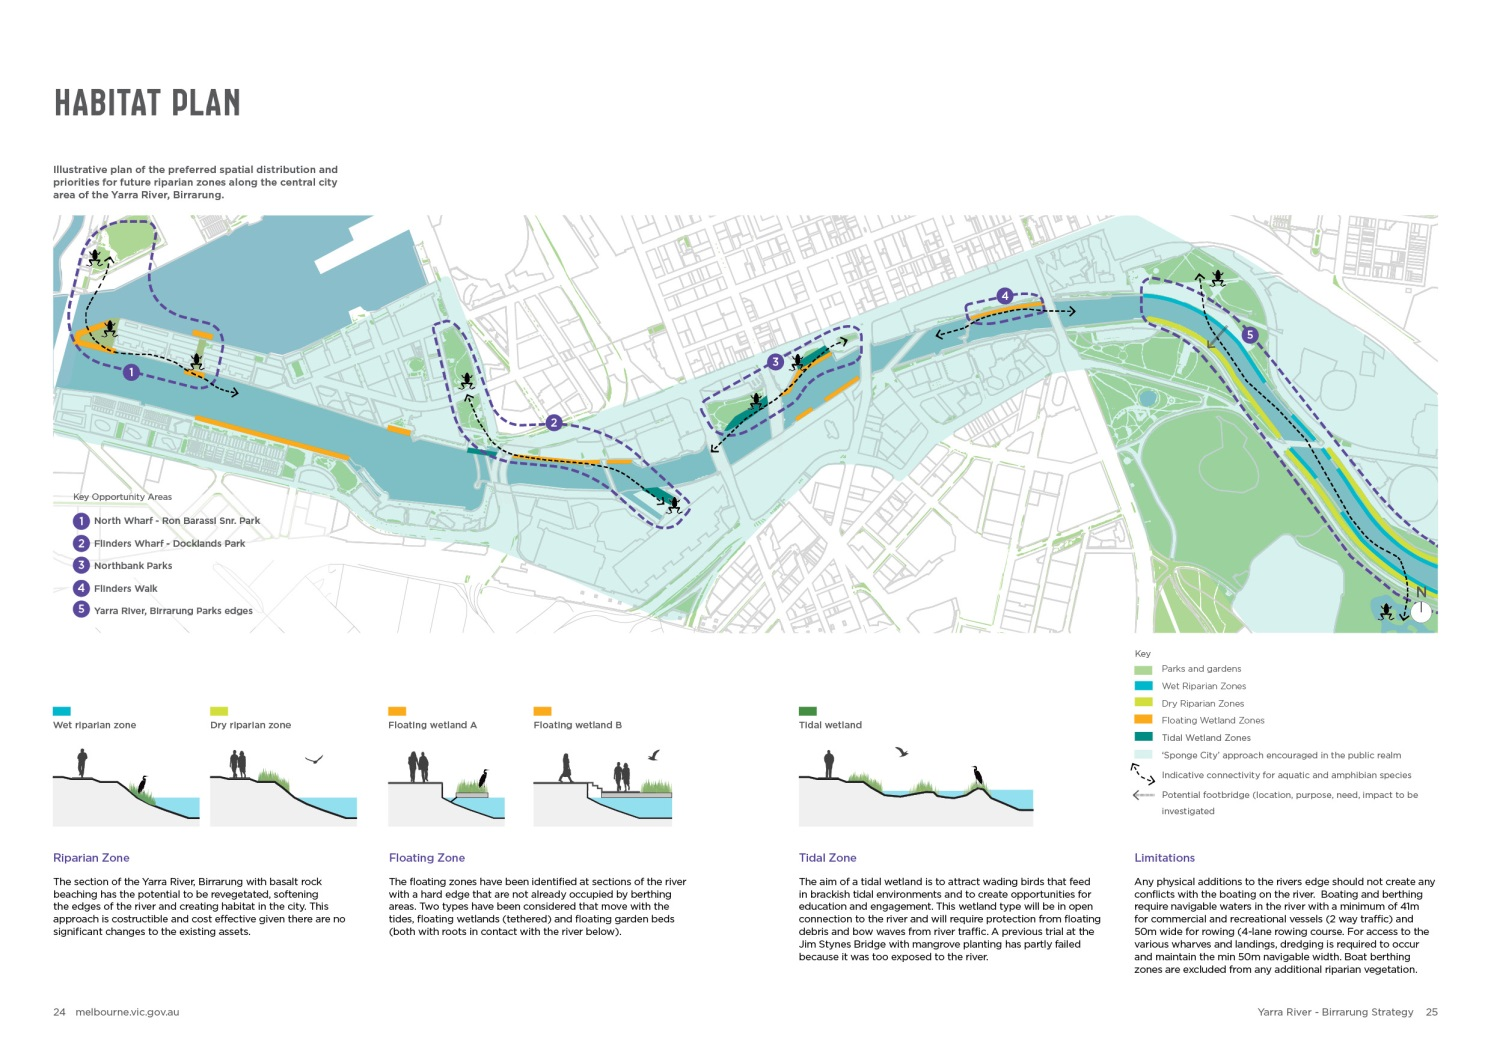 HABITAT PLAN
Illustrative plan of the preferred spatial distribution and
priorities for future riparian zones along the central city
area of the Yarra River, Birrarung.
1
2
3
4
5
Key Opportunity Areas
1 North Wharf - Ron Barassi Snr. Park
2 Flinders Wharf - Docklands Park
3 Northbank Parks
4 Flinders Walk
5 Yarra River, Birrarung Parks edges
N
Key
Parks and gardens
Wet Riparian Zones
Dry Riparian Zones
Floating Wetland Zones
Tidal Wetland Zones
'Sponge City' approach encouraged in the public realm
Indicative connectivity for aquatic and amphibian species
Potential footbridge (location, purpose, need, impact to be
investigated
Wet riparian zone
Dry riparian zone
Floating wetland A
Floating wetland B
Tidal wetland
Riparian Zone
The section of the Yarra River, Birrarung with basalt rock
beaching has the potential to be revegetated, softening
the edges of the river and creating habitat in the city. This
approach is costructible and cost effective given there are no
significant changes to the existing assets.
Floating Zone
The floating zones have been identified at sections of the river
with a hard edge that are not already occupied by berthing
areas. Two types have been considered that move with the
tides, floating wetlands (tethered) and floating garden beds
(both with roots in contact with the river below).
Tidal Zone
The aim of a tidal wetland is to attract wading birds that feed
in brackish tidal environments and to create opportunities for
education and engagement. This wetland type will be in open
connection to the river and will require protection from floating
debris and bow waves from river traffic. A previous trial at the
Jim Stynes Bridge with mangrove planting has partly failed
because it was too exposed to the river.
Limitations
Any physical additions to the rivers edge should not create any
conflicts with the boating on the river. Boating and berthing
require navigable waters in the river with a minimum of 41m
for commercial and recreational vessels (2 way traffic) and
50m wide for rowing (4-lane rowing course. For access to the
various wharves and landings, dredging is required to occur
and maintain the min 50m navigable width. Boat berthing
zones are excluded from any additional riparian vegetation.
24 melbourne.vic.gov.au
Yarra River - Birrarung Strategy 25